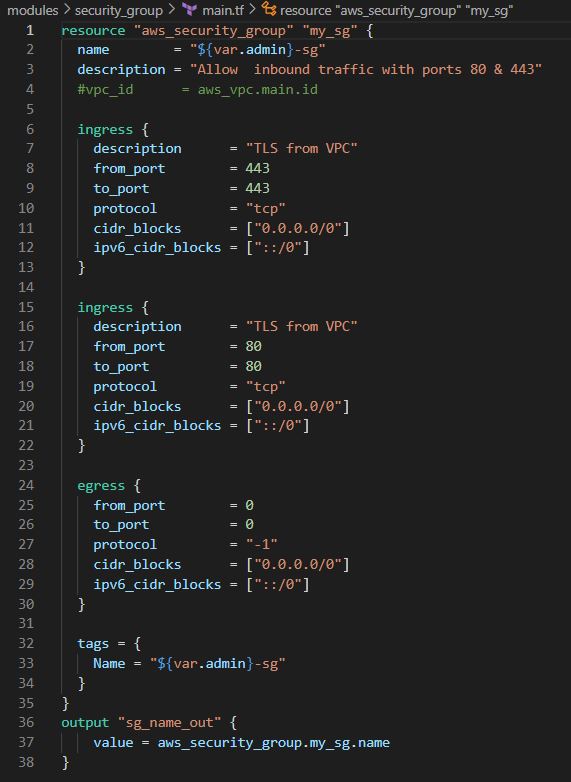 modules > security_group > main.tf > resource "aws_security_group" "my_sg"
1 resource "aws_security_group" "my_sg" {
2   name        = "${var.admin}-sg"
3   description = "Allow  inbound traffic with ports 80 & 443"
4   #vpc_id      = aws_vpc.main.id
5
6   ingress {
7     description      = "TLS from VPC"
8     from_port        = 443
9     to_port          = 443
10     protocol         = "tcp"
11     cidr_blocks      = ["0.0.0.0/0"]
12     ipv6_cidr_blocks = ["::/0"]
13   }
14
15   ingress {
16     description      = "TLS from VPC"
17     from_port        = 80
18     to_port          = 80
19     protocol         = "tcp"
20     cidr_blocks      = ["0.0.0.0/0"]
21     ipv6_cidr_blocks = ["::/0"]
22   }
23
24   egress {
25     from_port        = 0
26     to_port          = 0
27     protocol         = "-1"
28     cidr_blocks      = ["0.0.0.0/0"]
29     ipv6_cidr_blocks = ["::/0"]
30   }
31
32   tags = {
33     Name = "${var.admin}-sg"
34   }
35 }
36 output "sg_name_out" {
37     value = aws_security_group.my_sg.name
38 }